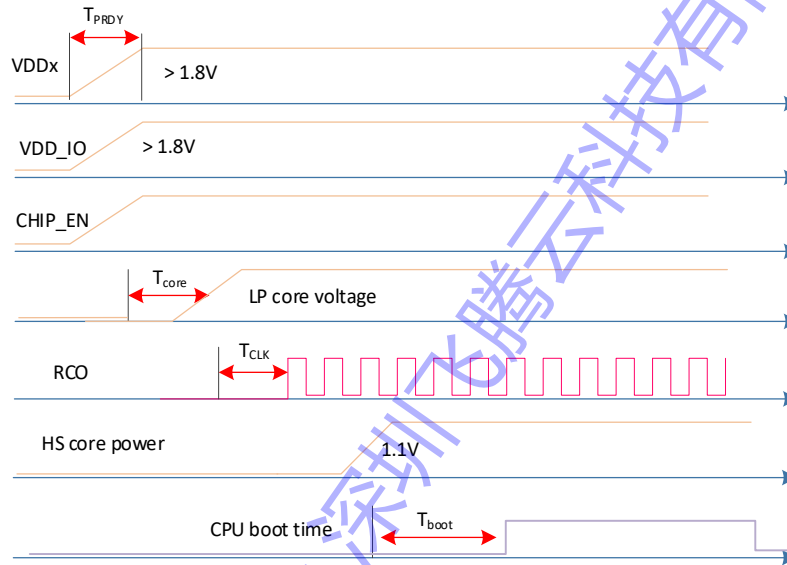 TPRDY
VDDx
> 1.8V
VDD_IO
> 1.8V
CHIP_EN
Tcore
LP core voltage
TCLK
RCO
HS core power
1.1V
CPU boot time
Tboot
深圳飞腾云科技有